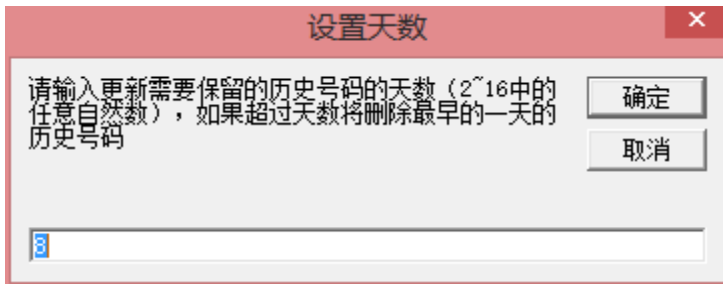 设置天数
×
请输入更新需要保留的历史号码的天数（2~16中的
任意自然数），如果超过天数将删除最早的一天的
历史号码
确定
取消
8